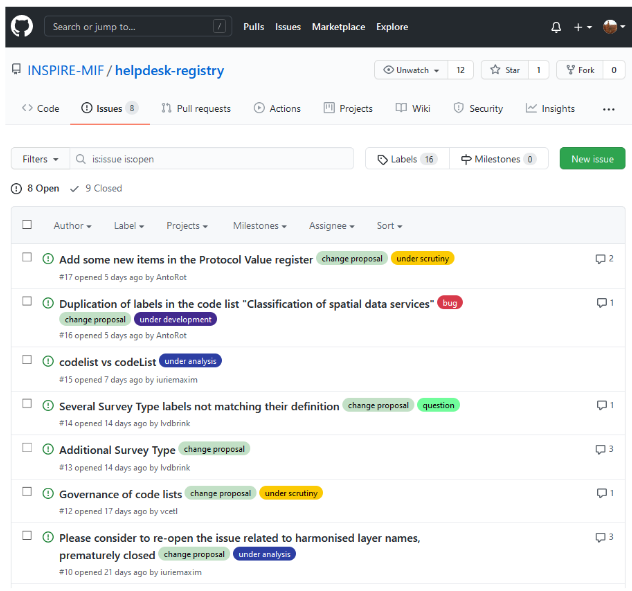 Search or jump to... /
Pulls Issues Marketplace Explore
INSPIRE-MIF / helpdesk-registry
Unwatch 12 Star 1 Fork 0
Code Issues 8 Pull requests Actions Projects Wiki Security Insights ...
Filters is:issue is:open Labels 16 Milestones 0 New issue
8 Open 9 Closed
Author Label Projects Milestones Assignee Sort
Add some new items in the Protocol Value register change proposal under scrutiny 2
#17 opened 5 days ago by AntoRot
Duplication of labels in the code list "Classification of spatial data services" bug 1
change proposal under development
#16 opened 5 days ago by AntoRot
codelist vs codeList under analysis
#15 opened 7 days ago by iuriemaxim
Several Survey Type labels not matching their definition change proposal question 1
#14 opened 14 days ago by lvdbrink
Additional Survey Type change proposal 3
#13 opened 14 days ago by lvdbrink
Governance of code lists change proposal under scrutiny 1
#12 opened 17 days ago by vcetl
Please consider to re-open the issue related to harmonised layer names, 3
prematurely closed change proposal under analysis
#10 opened 21 days ago by iuriemaxim